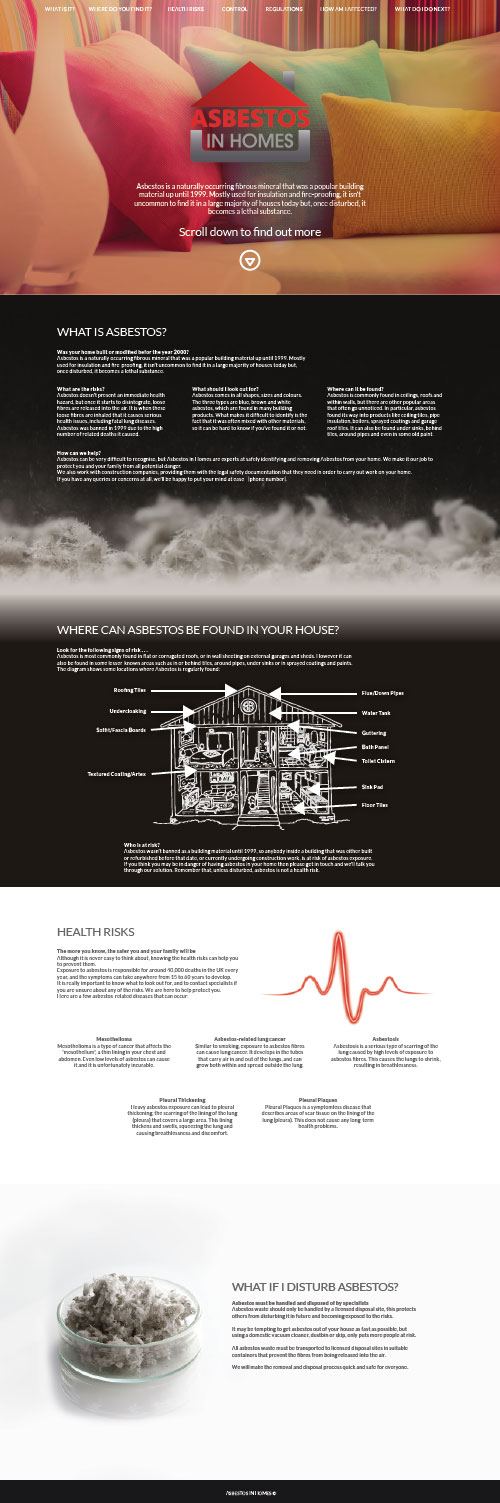 WHAT IS IT? WHERE DO YOU FIND IT? HEALTH RISKS CONTROL REGULATIONS HOW AM I AFFECTED? WHAT DO I DO NEXT?
ASBESTOS
IN HOMES
Asbestos is a naturally occurring fibrous mineral that was a popular building
material up until 1999. Mostly used for insulation and fire-proofing, it isn't
uncommon to find it in a large majority of houses today but, once disturbed, it
becomes a lethal substance.
Scroll down to find out more
WHAT IS ASBESTOS?
Was your home built or modified befor the year 2000?
Asbestos is a naturally occurring fibrous mineral that was a popular building material up until 1999. Mostly
used for insulation and fire-proofing, it isn't uncommon to find it in a large majority of houses today but,
once disturbed, it becomes a lethal substance.
What are the risks?
Asbestos doesn't present an immediate health
hazard, but once it starts to disintegrate, loose
fibres are released into the air. It is when these
loose fibres are inhaled that it causes serious
health issues, including fatal lung diseases.
Asbestos was banned in 1999 due to the high
number of related deaths it caused.
What should I look out for?
Asbestos comes in all shapes, sizes and colours.
The three types are blue, brown and white
asbestos, which are found in many building
products. What makes it difficult to identify is the
fact that it was often mixed with other materials,
so it can be hard to know if you've found it or not.
Where can it be found?
Asbestos is commonly found in ceilings, roofs and
within walls, but there are other popular areas
that often go unnoticed. In particular, asbestos
found its way into products like ceiling tiles, pipe
insulation, boilers, sprayed coatings and garage
roof tiles. It can also be found under sinks, behind
tiles, around pipes and even in some old paint.
How can we help?
Asbestos can be very difficult to recognise, but Asbestos in Homes are experts at safely identifying and removing Asbestos from your home. We make it our job to
protect you and your family from all potential danger.
We also work with construction companies, providing them with the legal safety documentation that they need in order to carry out work on your home.
If you have any queries or concerns at all, we'll be happy to put your mind at ease [phone number].
WHERE CAN ASBESTOS BE FOUND IN YOUR HOUSE?
Look for the following signs of risk . . .
Asbestos is most commonly found in flat or corrugated roofs, or in wall sheeting on external garages and sheds. However it can
also be found in some lesser-known areas such as in or behind tiles, around pipes, under sinks or in sprayed coatings and paints.
The diagram shows some locations where Asbestos is regularly found:
Roofing Tiles
Undercloaking
Soffit/Fascia Boards
Textured Coating/Artex
Flue/Down Pipes
Water Tank
Guttering
Bath Panel
Toilet Cistern
Sink Pad
Floor Tiles
Who is at risk?
Asbestos wasn't banned as a building material until 1999, so anybody inside a building that was either built
or refurbished before that date, or currently undergoing construction work, is at risk of asbestos exposure.
If you think you may be in danger of having asbestos in your home then please get in touch and we'll talk you
through our solution. Remember that, unless disturbed, asbestos is not a health risk.
HEALTH RISKS
The more you know, the safer you and your family will be
Although it is never easy to think about, knowing the health risks can help you
to prevent them.
Exposure to asbestos is responsible for around 40,000 deaths in the UK every
year, and the symptoms can take anywhere from 15 to 60 years to develop.
It is really important to know what to look out for, and to contact specialists if
you are unsure about any of the risks. We are here to help protect you.
Here are a few asbestos-related diseases that can occur:
Mesothelioma
Mesothelioma is a type of cancer that affects the
'mesothelium', a thin lining in your chest and
abdomen. Even low levels of asbestos can cause
it and it is unfortunately incurable.
Asbestos-related lung cancer
Similar to smoking, exposure to asbestos fibres
can cause lung cancer. It develops in the tubes
that carry air in and out of the lungs, and can
grow both within and spread outside the lung.
Asbestosis
Asbestosis is a serious type of scarring of the
lung caused by high levels of exposure to
asbestos fibres. This causes the lungs to shrink,
resulting in breathlessness.
Pleural Thickening
Heavy asbestos exposure can lead to pleural
thickening; the scarring of the lining of the lung
(pleura) that covers a large area. This lining
thickens and swells, squeezing the lung and
causing breathlessness and discomfort.
Pleural Plaques
Pleural Plaques is a symptomless disease that
describes areas of scar tissue on the lining of the
lung (pleura). This does not cause any long-term
health problems.
WHAT IF I DISTURB ASBESTOS?
Asbestos must be handled and disposed of by specialists
Asbestos waste should only be handled by a licensed disposal site, this protects
others from disturbing it in future and becoming exposed to the risks.
It may be tempting to get asbestos out of your house as fast as possible, but
using a domestic vacuum cleaner, dustbin or skip, only puts more people at risk.
All asbestos waste must be transported to licensed disposal sites in suitable
containers that prevent the fibres from being released into the air.
We will make the removal and disposal process quick and safe for everyone.
ASBESTOS IN HOMES ©